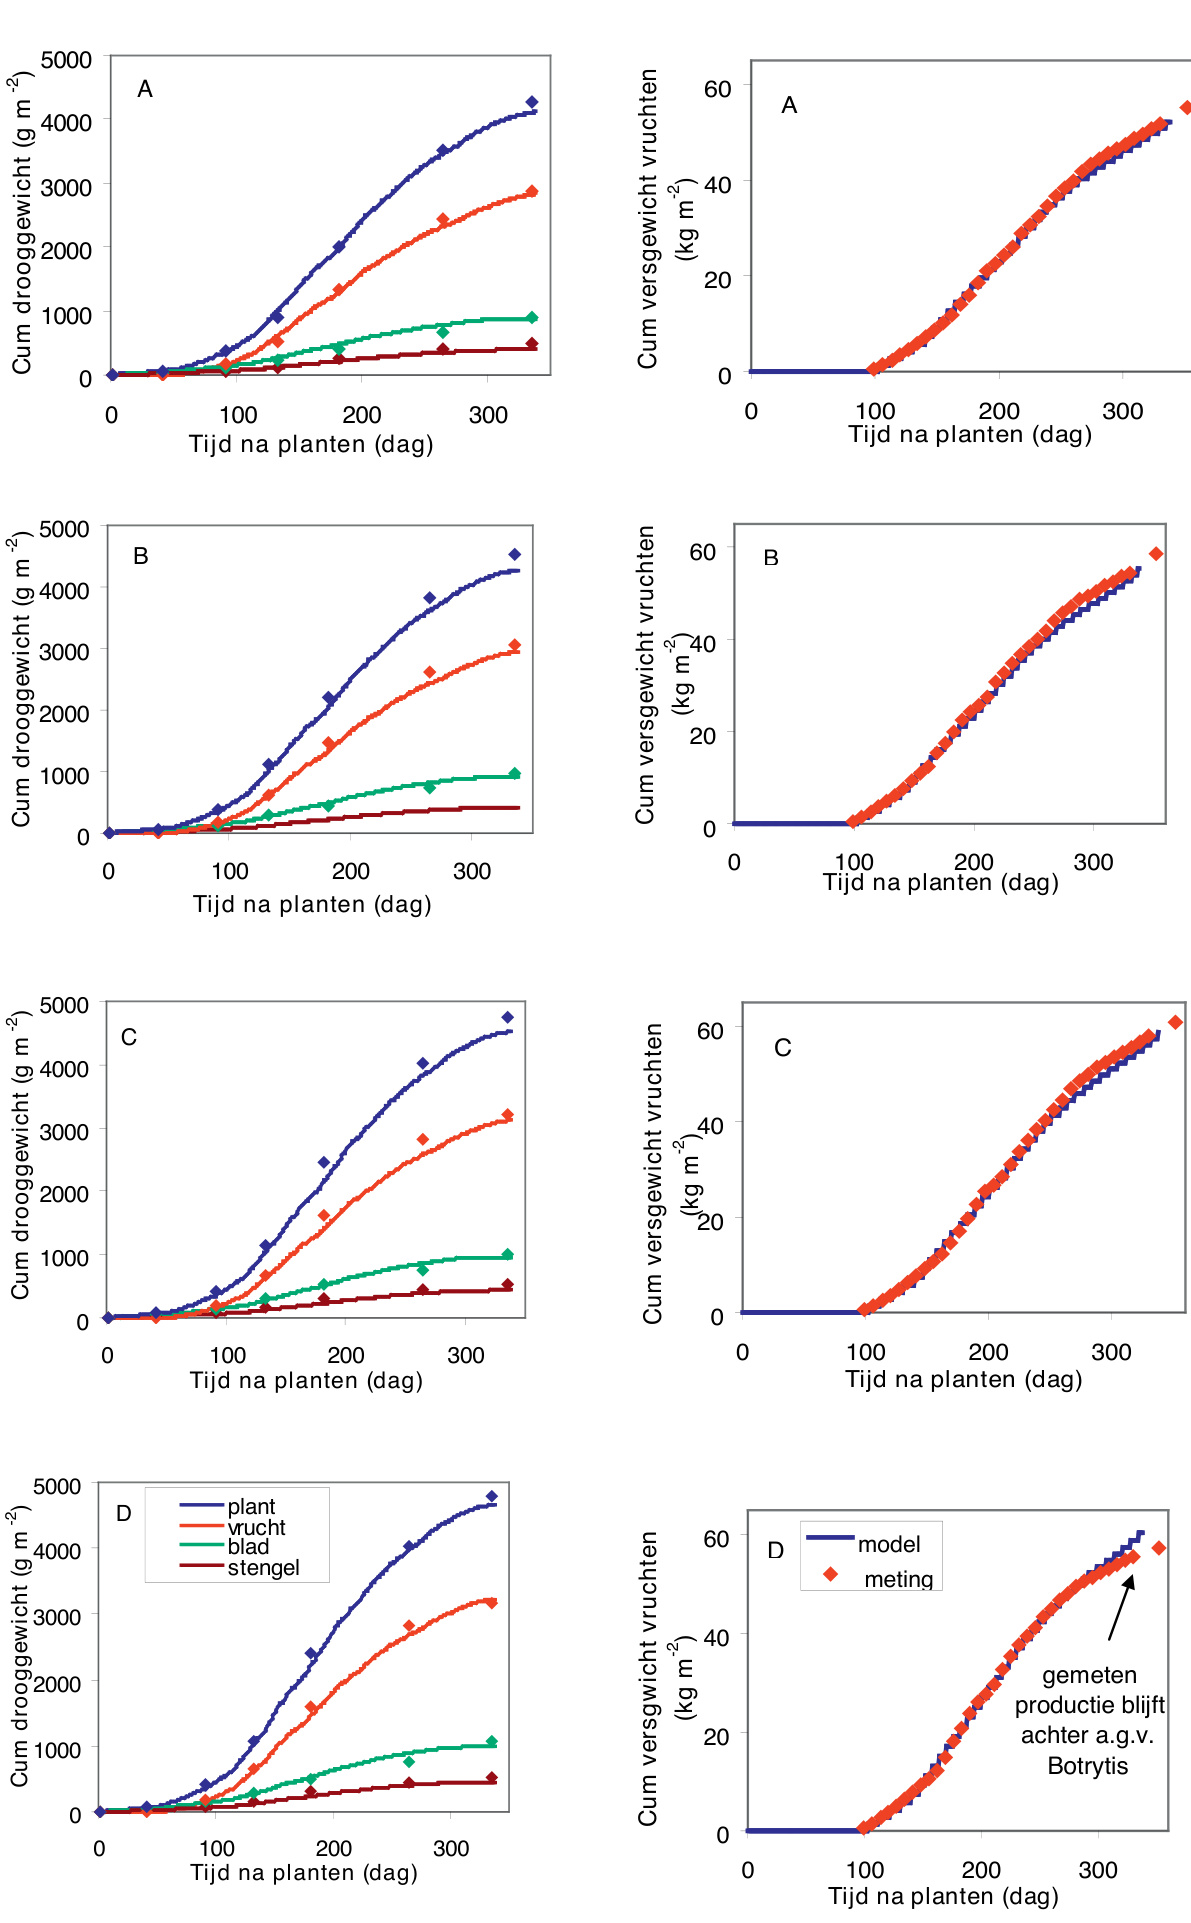 Cum drooggewicht (g m-2)
5000
4000
3000
2000
1000
0
A
0 100 200 300
Tijd na planten (dag)
Cum versgewicht vruchten
(kg m-2)
60
40
20
0
A
0 100 200 300
Tijd na planten (dag)
Cum drooggewicht (g m-2)
5000
4000
3000
2000
1000
0
B
0 100 200 300
Tijd na planten (dag)
Cum versgewicht vruchten
(kg m-2)
60
40
20
0
B
0 100 200 300
Tijd na planten (dag)
Cum drooggewicht (g m-2)
5000
4000
3000
2000
1000
0
C
0 100 200 300
Tijd na planten (dag)
Cum versgewicht vruchten
(kg m-2)
60
40
20
0
C
0 100 200 300
Tijd na planten (dag)
Cum drooggewicht (g m-2)
5000
4000
3000
2000
1000
0
D
plant
vrucht
blad
stengel
0 100 200 300
Tijd na planten (dag)
Cum versgwicht vruchten
(kg m-2)
60
40
20
0
D
model
meting
gemeten
productie blijft
achter a.g.v.
Botrytis
0 100 200 300
Tijd na planten (dag)